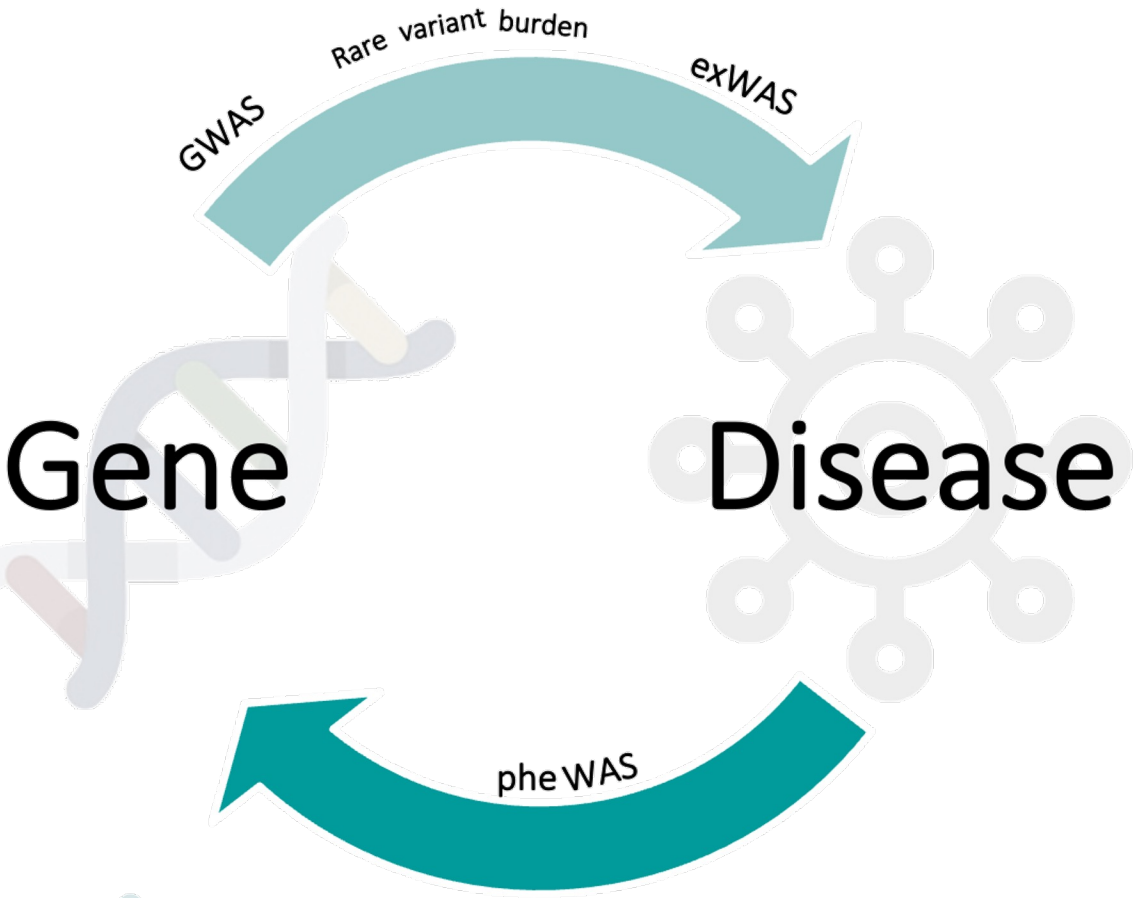 Rare variant burden
GWAS
exWAS
Gene
Disease
pheWAS